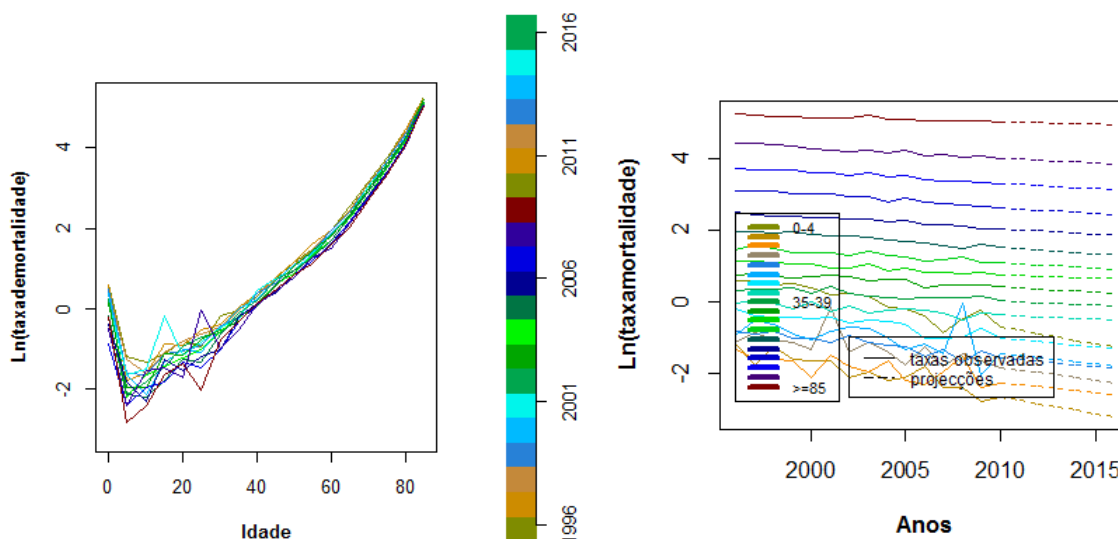 Ln(taxademortalidade)
4
2
0
-2
0 20 40 60 80
Idade
2016
2011
2006
2001
1996
Ln(taxamortalidade)
4
2
0
-2
0-4
35-39
>=85
taxas observadas
projecções
2000 2005 2010 2015
Anos